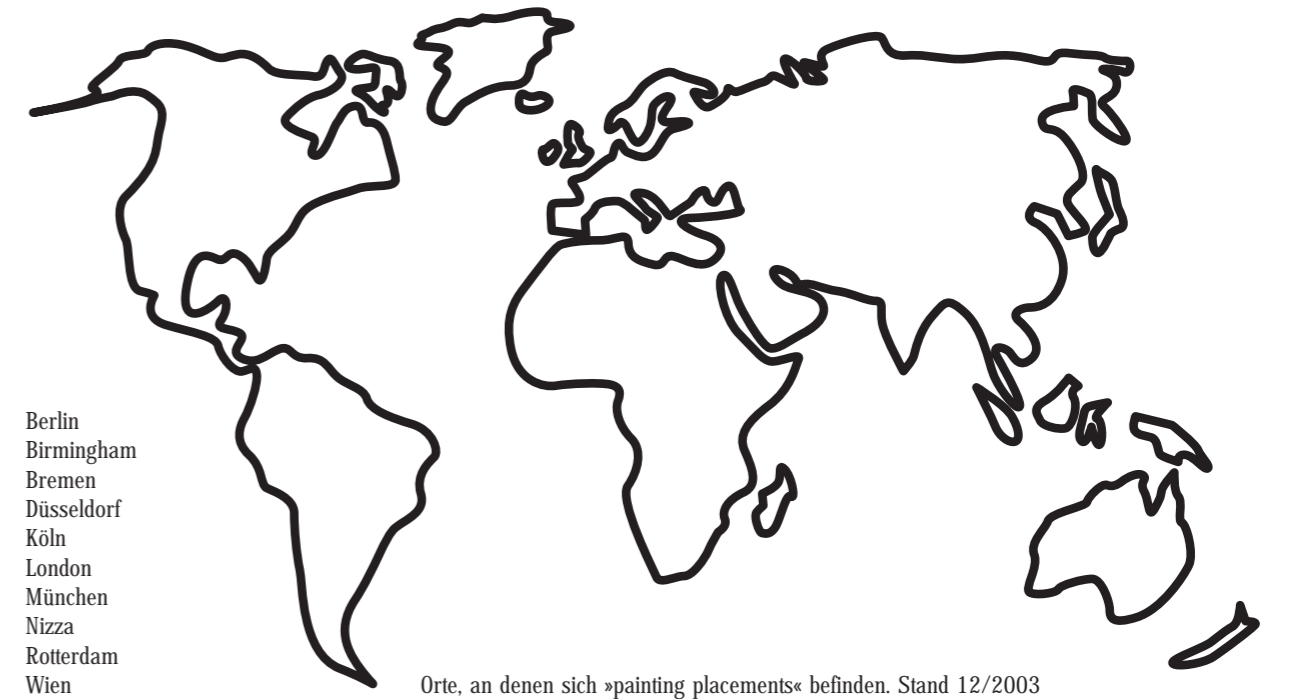 Berlin
Birmingham
Bremen
Düsseldorf
Köln
London
München
Nizza
Rotterdam
Wien
Orte, an denen sich »painting placements« befinden. Stand 12/2003